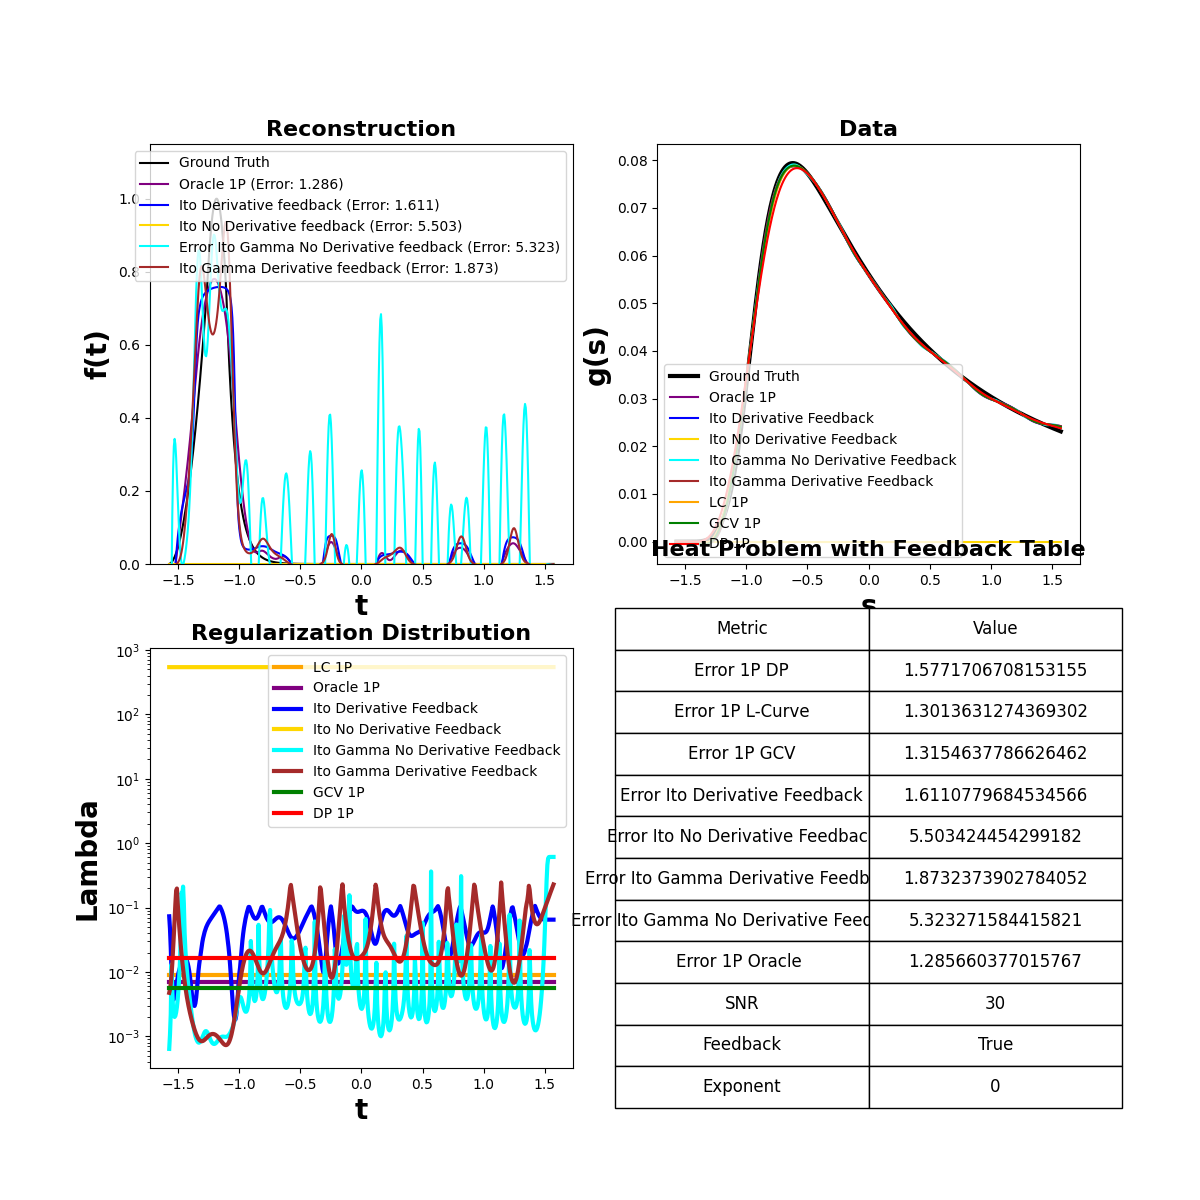 Reconstruction
Ground Truth
Oracle 1P (Error: 1.286)
Ito Derivative feedback (Error: 1.611)
Ito No Derivative feedback (Error: 5.503)
Error Ito Gamma No Derivative feedback (Error: 5.323)
Ito Gamma Derivative feedback (Error: 1.873)
f(t)
1.0
0.8
0.6
0.4
0.2
0.0
−1.5 −1.0 −0.5 0.0 0.5 1.0 1.5
t
Data
g(s)
0.08
0.07
0.06
0.05
0.04
0.03
0.02
0.01
0.00
Ground Truth
Oracle 1P
Ito Derivative Feedback
Ito No Derivative Feedback
Ito Gamma No Derivative Feedback
Ito Gamma Derivative Feedback
LC 1P
GCV 1P
DP 1P
−1.5 −1.0 −0.5 0.0 0.5 1.0 1.5
s
Regularization Distribution
Lambda
10³
10²
10¹
10⁰
10⁻¹
10⁻²
10⁻³
LC 1P
Oracle 1P
Ito Derivative Feedback
Ito No Derivative Feedback
Ito Gamma No Derivative Feedback
Ito Gamma Derivative Feedback
GCV 1P
DP 1P
−1.5 −1.0 −0.5 0.0 0.5 1.0 1.5
t
Heat Problem with Feedback Table
Metric Value
Error 1P DP 1.5771706708153155
Error 1P L-Curve 1.3013631274369302
Error 1P GCV 1.3154637786626462
Error Ito Derivative Feedback 1.6110779684534566
Error Ito No Derivative Feedbac 5.503424454299182
Error Ito Gamma Derivative Feedb 1.8732373902784052
Error Ito Gamma No Derivative Feed 5.323271584415821
Error 1P Oracle 1.285660377015767
SNR 30
Feedback True
Exponent 0